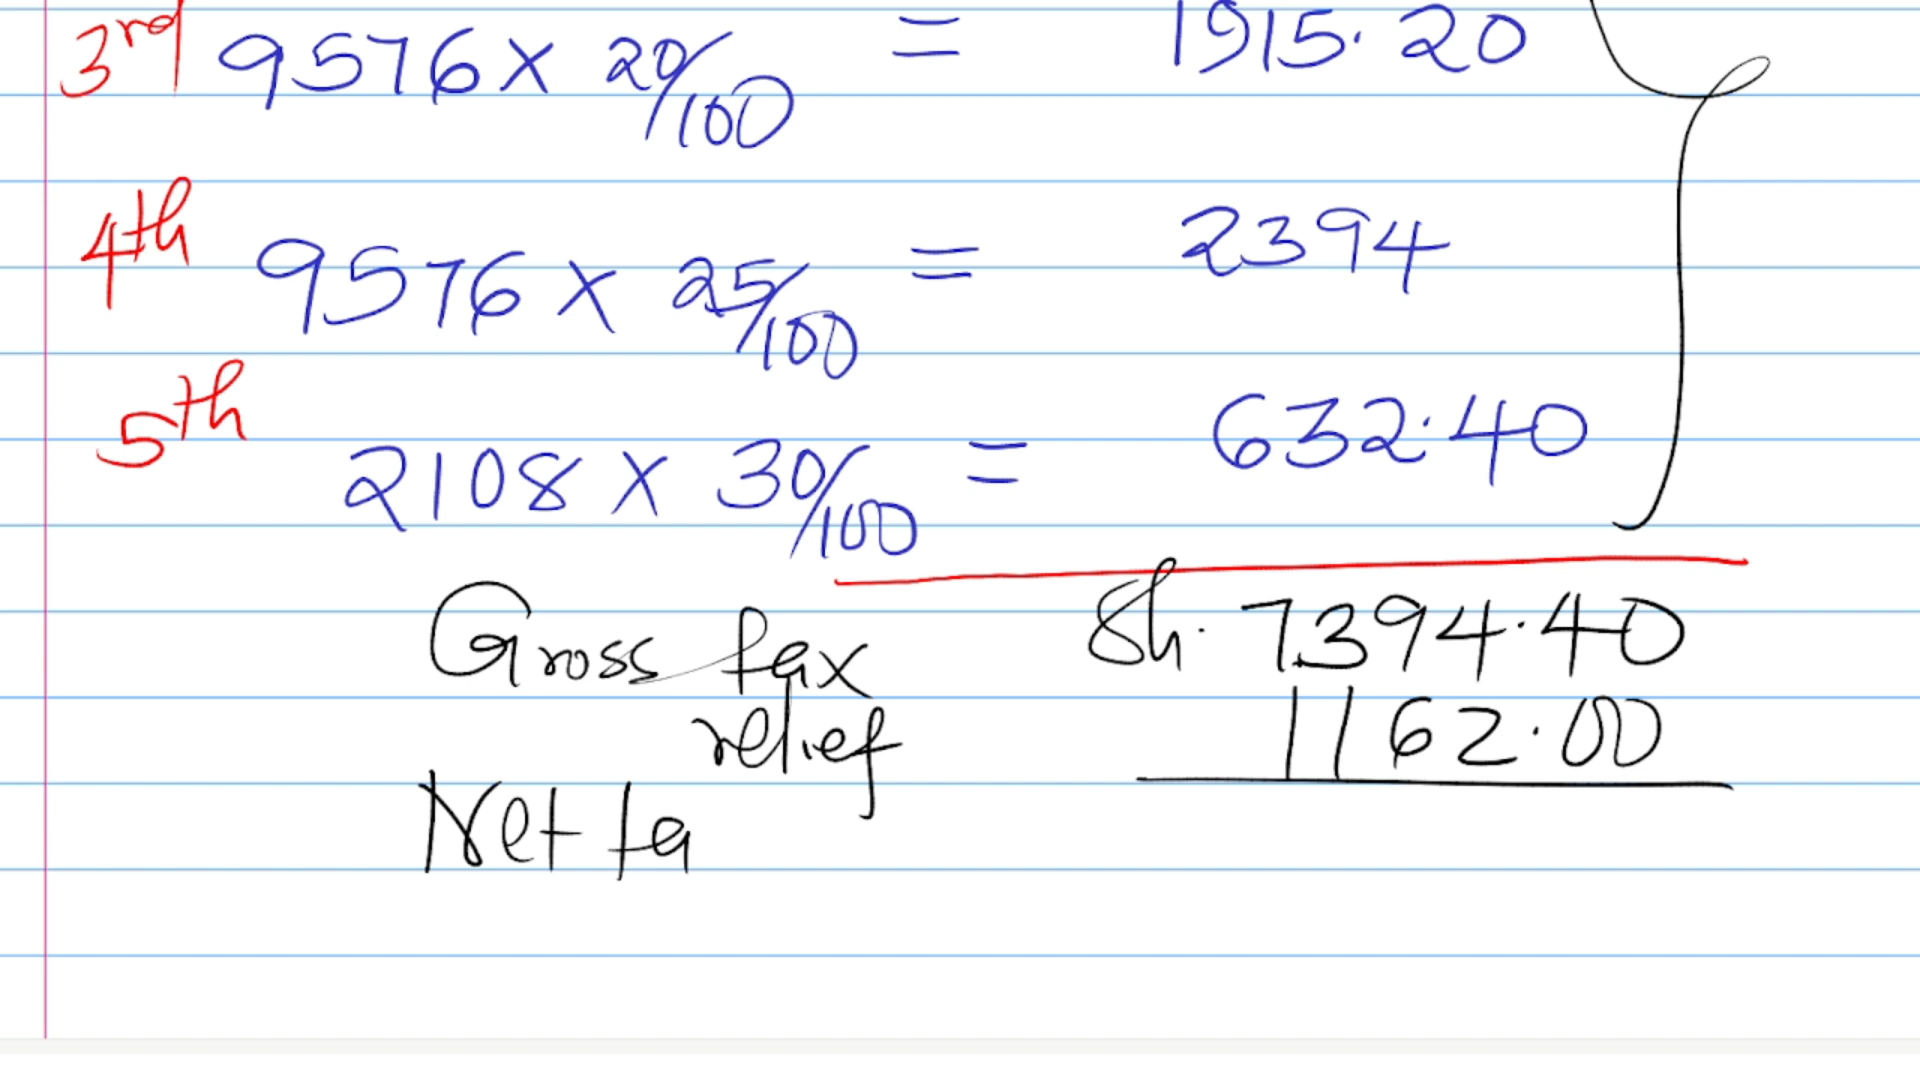 3rd 9576 x 20/100 = 1915.20
4th 9576 x 25/100 = 2394
5th 2108 x 30/100 = 632.40
Gross tax Sh. 7394.40
relief 1162.00
Net ta